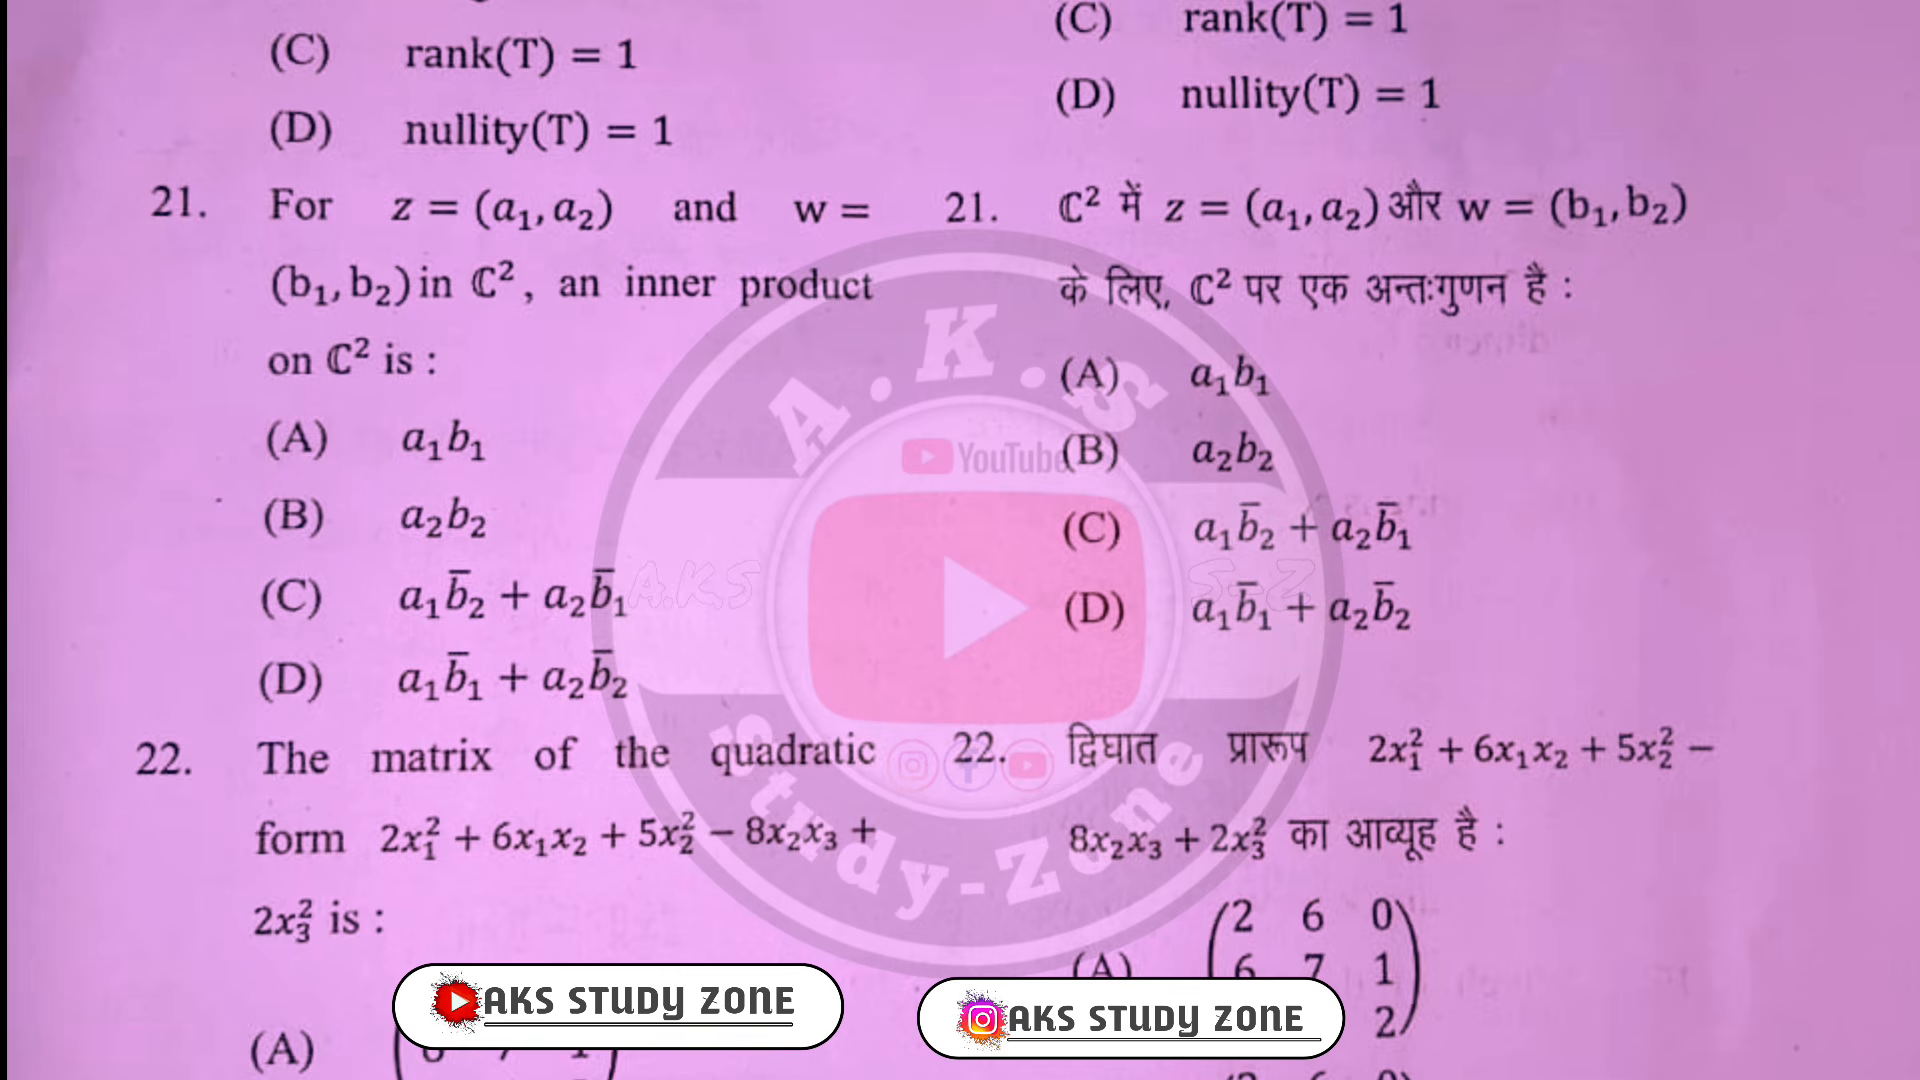 (C) rank(T) = 1
(D) nullity(T) = 1
21. For z = (a₁, a₂) and w =
(b₁, b₂) in ℂ², an inner product
on ℂ² is :
(A) a₁b₁
(B) a₂b₂
(C) a₁b̅₂ + a₂b̅₁
(D) a₁b̅₁ + a₂b̅₂
22. The matrix of the quadratic
form 2x₁² + 6x₁x₂ + 5x₂² − 8x₂x₃ +
2x₃² is :
(A)
(C) rank(T) = 1
(D) nullity(T) = 1
21. ℂ² में z = (a₁, a₂) और w = (b₁, b₂)
के लिए, ℂ² पर एक अन्तःगुणन है :
(A) a₁b₁
(B) a₂b₂
(C) a₁b̅₂ + a₂b̅₁
(D) a₁b̅₁ + a₂b̅₂
22. द्विघात प्रारूप 2x₁² + 6x₁x₂ + 5x₂² −
8x₂x₃ + 2x₃² का आव्यूह है :
2 6 0
(A) 6 7 1
2
A.K.S
YouTube
A.K.S S-Z
Study-Zone
AKS STUDY ZONE
AKS STUDY ZONE